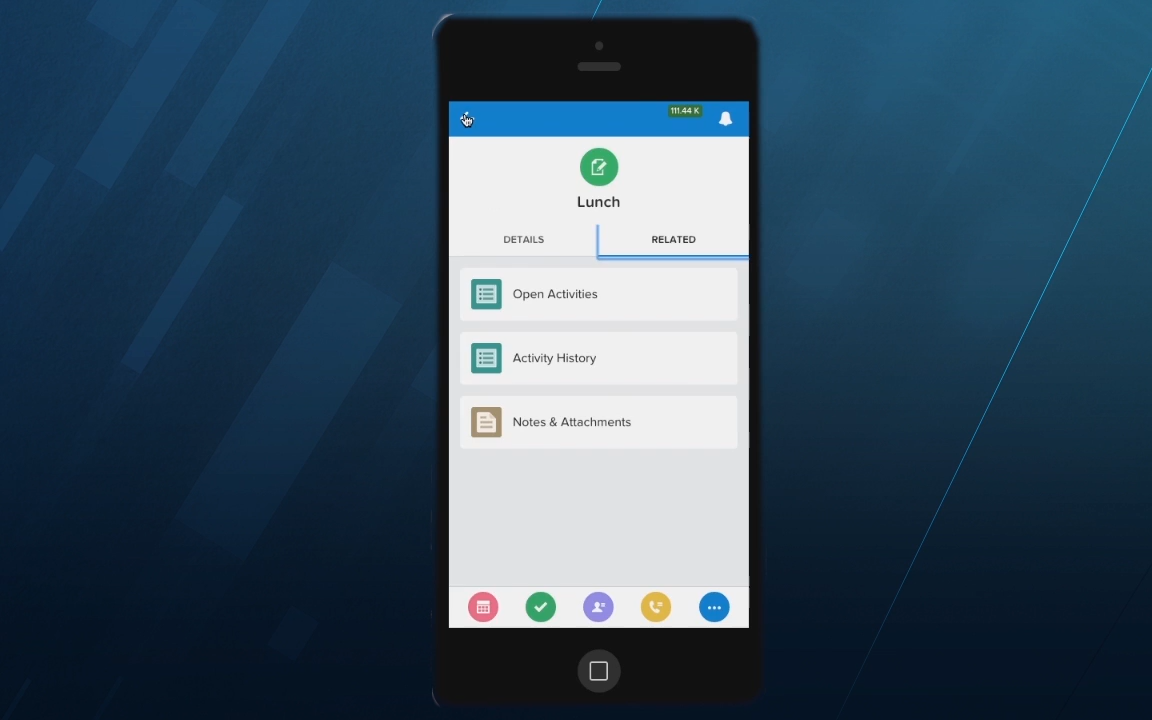 111.44 K
Lunch
DETAILS
RELATED
Open Activities
Activity History
Notes & Attachments